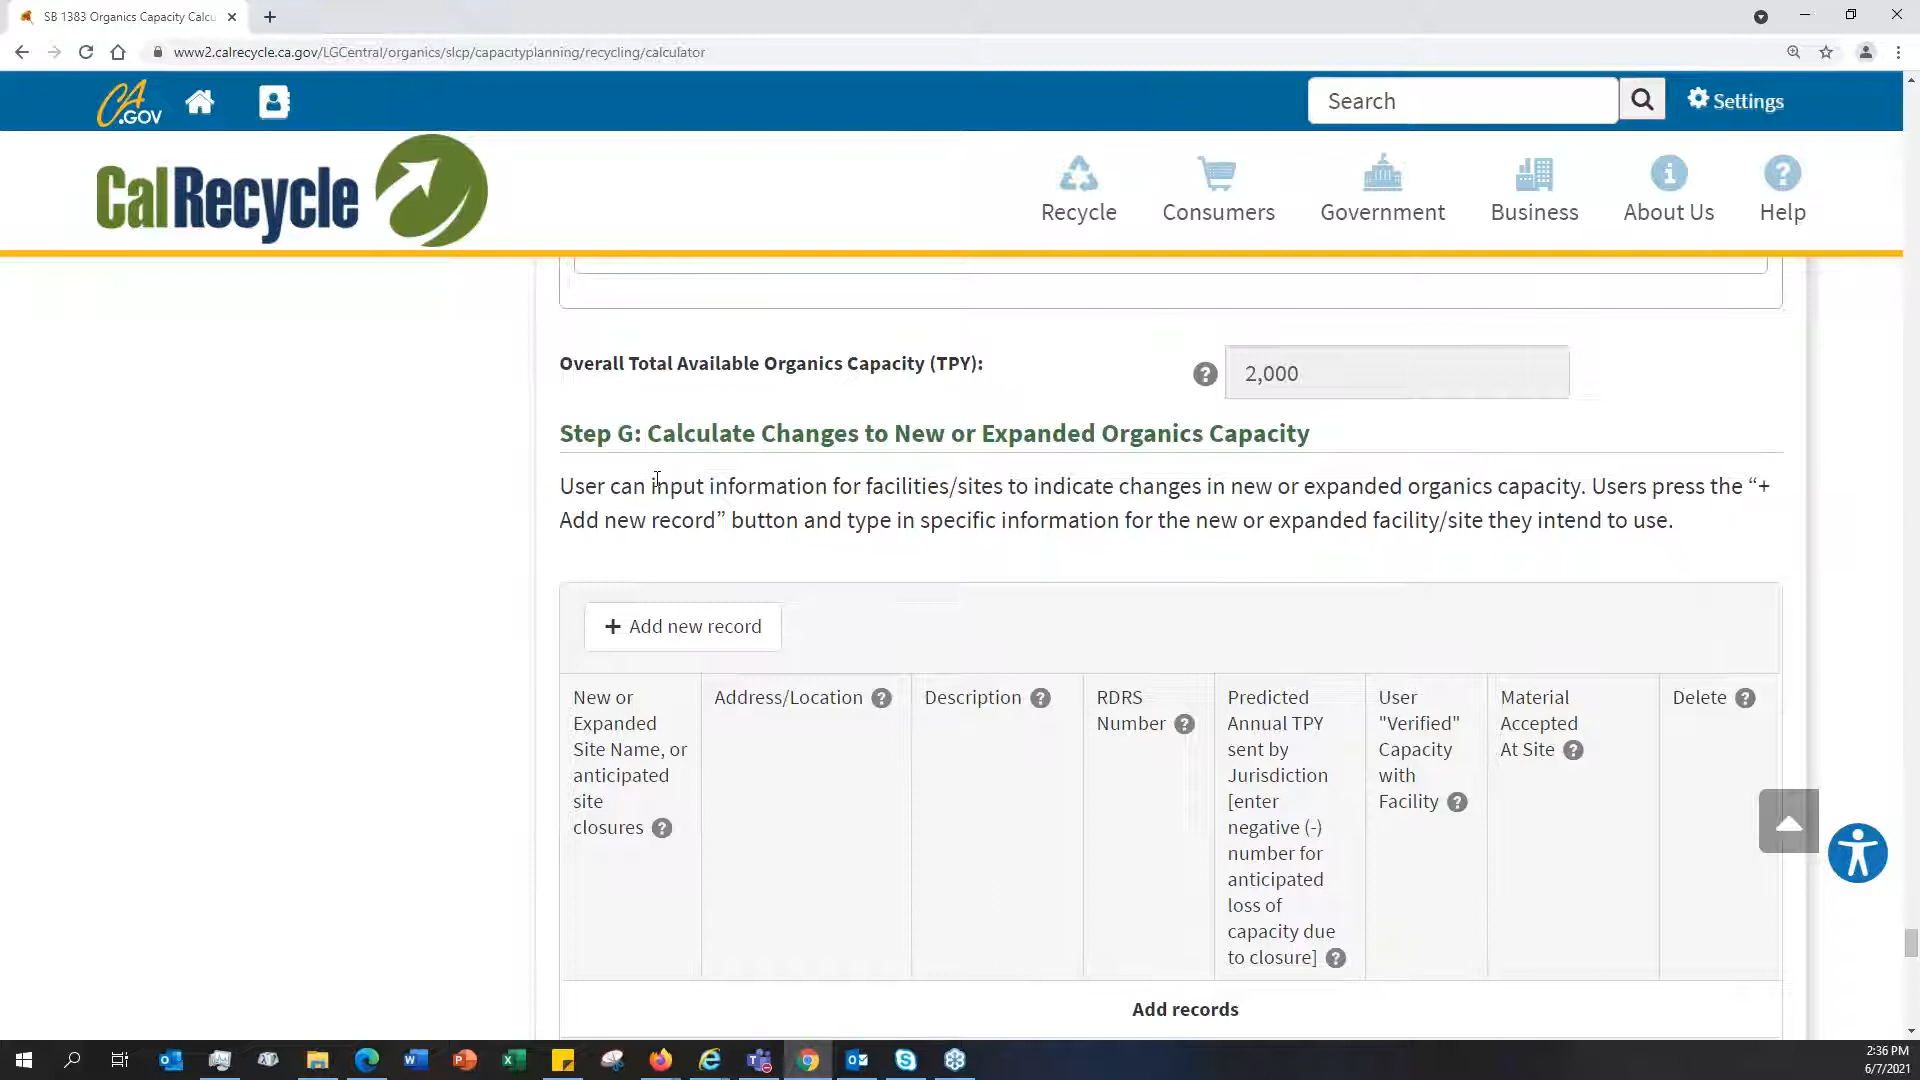 SB 1383 Organics Capacity Calcu
www2.calrecycle.ca.gov/LGCentral/organics/slcp/capacityplanning/recycling/calculator
CA.GOV
Search
Settings
CalRecycle
Recycle
Consumers
Government
Business
About Us
Help
Overall Total Available Organics Capacity (TPY):
? 2,000
Step G: Calculate Changes to New or Expanded Organics Capacity
User can input information for facilities/sites to indicate changes in new or expanded organics capacity. Users press the “+
Add new record” button and type in specific information for the new or expanded facility/site they intend to use.
+ Add new record
New or
Expanded
Site Name, or
anticipated
site
closures ?
Address/Location ?
Description ?
RDRS
Number ?
Predicted
Annual TPY
sent by
Jurisdiction
[enter
negative (-)
number for
anticipated
loss of
capacity due
to closure] ?
User
"Verified"
Capacity
with
Facility ?
Material
Accepted
At Site ?
Delete ?
Add records
2:36 PM
6/7/2021